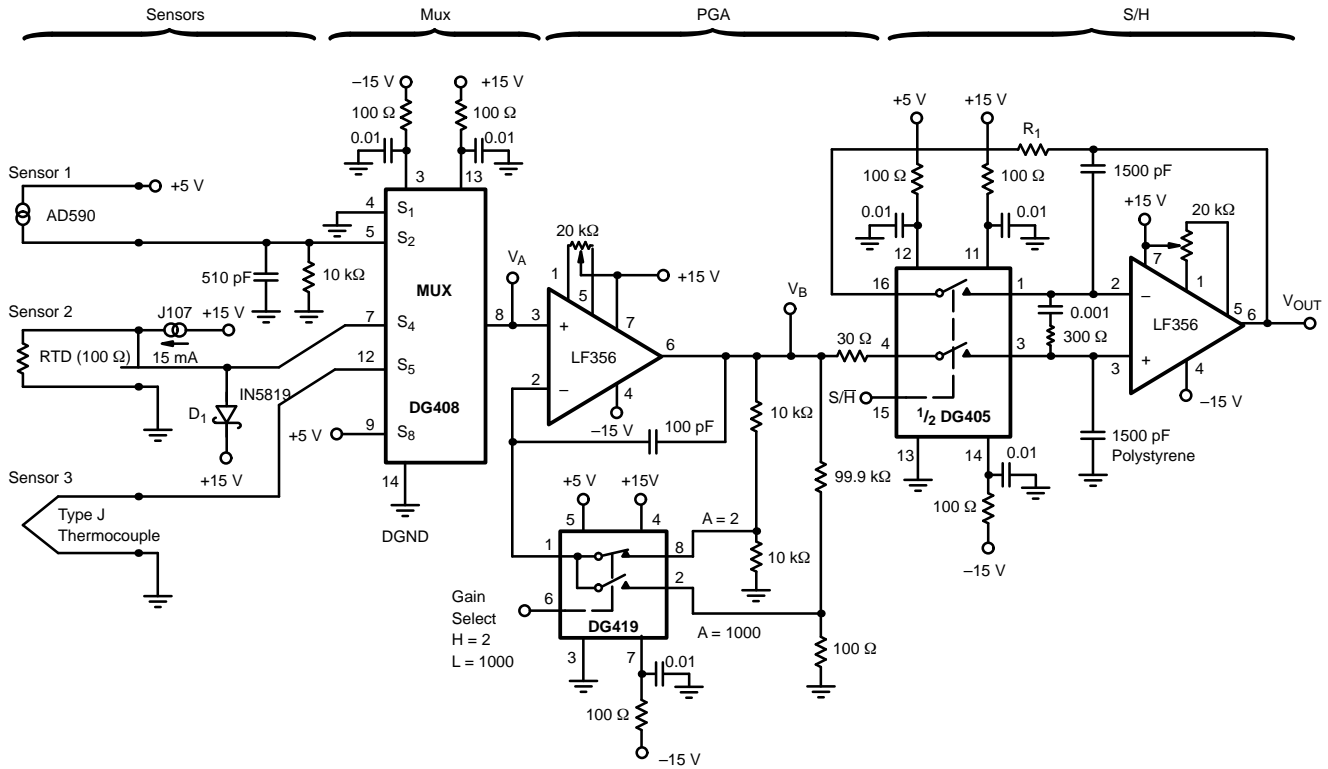 Sensors
Mux
PGA
S/H
–15 V
+15 V
100 Ω
100 Ω
0.01
0.01
3
13
Sensor 1
+5 V
AD590
4
S1
5
S2
510 pF
10 kΩ
MUX
Sensor 2
J107
+15 V
RTD (100 Ω)
15 mA
7
S4
12
S5
IN5819
D1
+15 V
DG408
+5 V
9
S8
14
DGND
Sensor 3
Type J
Thermocouple
8
VA
3
20 kΩ
1
5
+15 V
7
+
LF356
6
2
–
4
–15 V
100 pF
VB
10 kΩ
10 kΩ
99.9 kΩ
100 Ω
+5 V
+15V
5
4
1
8
A = 2
2
A = 1000
6
Gain
Select
H = 2
L = 1000
DG419
3
7
0.01
100 Ω
–15 V
30 Ω
+5 V
+15 V
100 Ω
100 Ω
0.01
0.01
12
11
16
1
4
3
S/H̅
15
1/2 DG405
13
14
0.01
100 Ω
–15 V
R1
1500 pF
0.001
300 Ω
+15 V
20 kΩ
7
1
2
–
5
6
VOUT
LF356
+
3
4
–15 V
1500 pF
Polystyrene